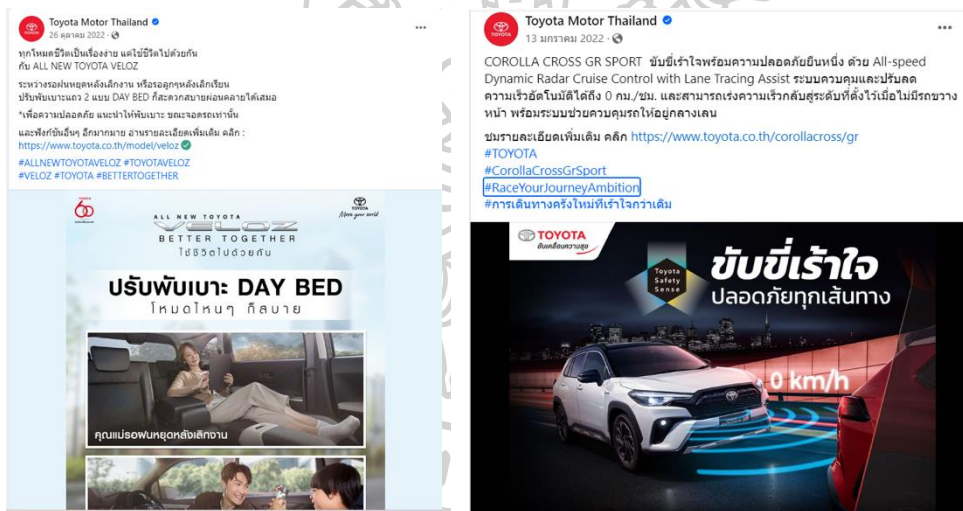 Toyota Motor Thailand
26 ตุลาคม 2022
ทุกโหมดชีวิตเป็นเรื่องง่าย แค่ใช้ชีวิตไปด้วยกัน
กับ ALL NEW TOYOTA VELOZ
ระหว่างรอฝนหยุดหลังเลิกงาน หรือรอลูกๆหลังเลิกเรียน
ปรับพับเบาะแถว 2 แบบ DAY BED ก็สะดวกสบายผ่อนคลายได้เสมอ
*เพื่อความปลอดภัย แนะนำให้พับเบาะ ขณะจอดรถเท่านั้น
และฟังก์ชันอื่นๆ อีกมากมาย อ่านรายละเอียดเพิ่มเติม คลิก :
https://www.toyota.co.th/model/veloz
#ALLNEWTOYOTAVELOZ #TOYOTAVELOZ
#VELOZ #TOYOTA #BETTERTOGETHER
TOYOTA
60
TOYOTA
Move your world
ALL NEW TOYOTA
VELOZ
BETTER TOGETHER
ใช้ชีวิตไปด้วยกัน
ปรับพับเบาะ DAY BED
โหมดไหนๆ ก็สบาย
คุณแม่รอฝนหยุดหลังเลิกงาน
Toyota Motor Thailand
13 มกราคม 2022
COROLLA CROSS GR SPORT ขับขี่เร้าใจพร้อมความปลอดภัยยืนหนึ่ง ด้วย All-speed
Dynamic Radar Cruise Control with Lane Tracing Assist ระบบควบคุมและปรับลด
ความเร็วอัตโนมัติได้ถึง 0 กม./ชม. และสามารถเร่งความเร็วกลับสู่ระดับที่ตั้งไว้เมื่อไม่มีรถขวาง
หน้า พร้อมระบบช่วยควบคุมรถให้อยู่กลางเลน
ชมรายละเอียดเพิ่มเติม คลิก https://www.toyota.co.th/corollacross/gr
#TOYOTA
#CorollaCrossGrSport
#RaceYourJourneyAmbition
#การเดินทางครั้งใหม่ที่เร้าใจกว่าเดิม
TOYOTA
ขับเคลื่อนความสุข
Toyota
Safety
Sense
ขับขี่เร้าใจ
ปลอดภัยทุกเส้นทาง
0 km/h